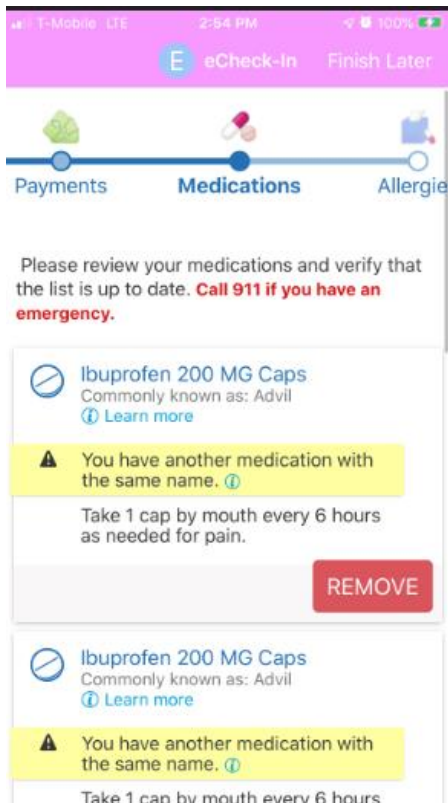 T-Mobile LTE 2:54 PM 100%
E eCheck-In Finish Later
Payments Medications Allergie
Please review your medications and verify that
the list is up to date. Call 911 if you have an
emergency.
Ibuprofen 200 MG Caps
Commonly known as: Advil
Learn more
You have another medication with
the same name.
Take 1 cap by mouth every 6 hours
as needed for pain.
REMOVE
Ibuprofen 200 MG Caps
Commonly known as: Advil
Learn more
You have another medication with
the same name.
Take 1 cap by mouth every 6 hours